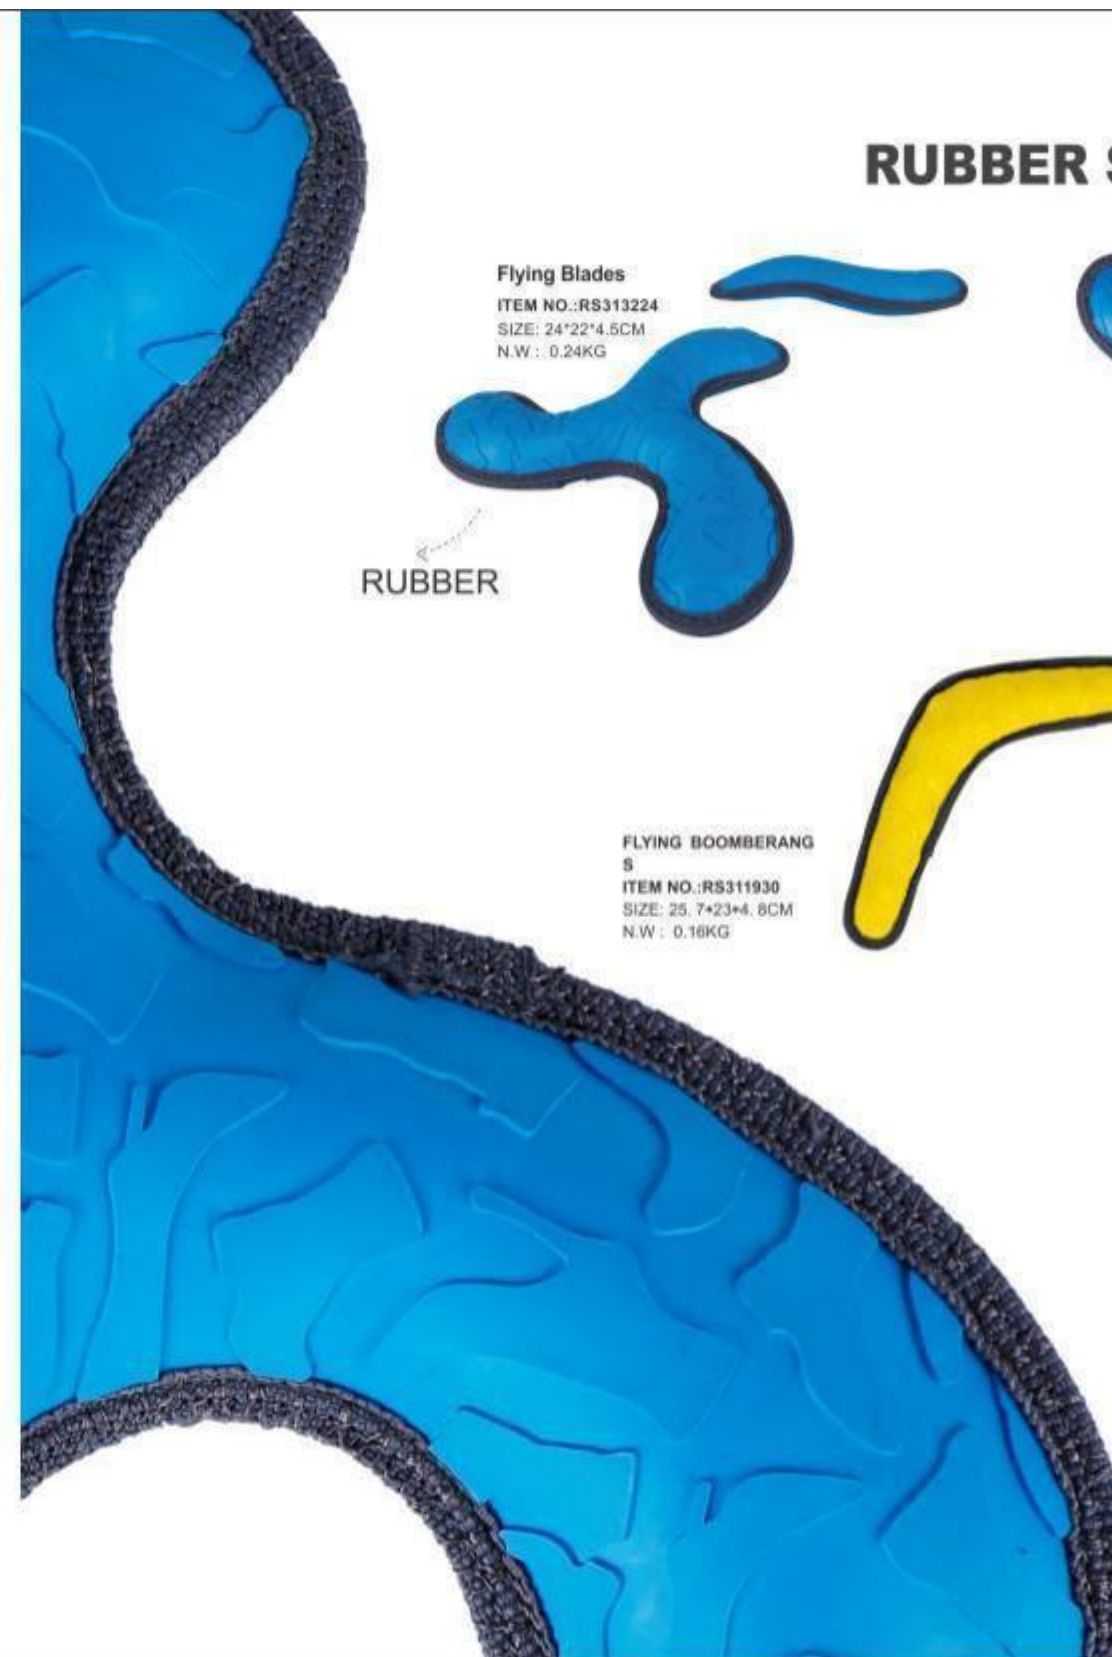 RUBBER S
Flying Blades
ITEM NO.:RS313224
SIZE: 24*22*4.5CM
N.W.: 0.24KG
RUBBER
FLYING BOOMBERANG
S
ITEM NO.:RS311930
SIZE: 25. 7*23*4. 8CM
N.W : 0.16KG